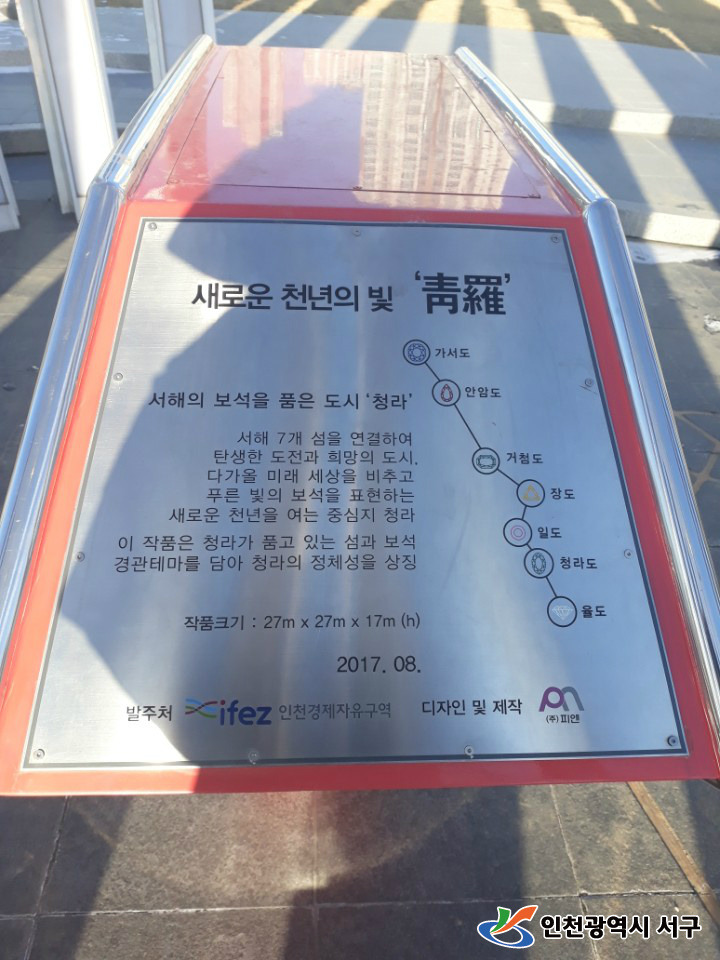 새로운 천년의 빛 ‘靑羅’
서해의 보석을 품은 도시 ‘청라’
서해 7개 섬을 연결하여
탄생한 도전과 희망의 도시.
다가올 미래 세상을 비추고
푸른 빛의 보석을 표현하는
새로운 천년을 여는 중심지 청라
이 작품은 청라가 품고 있는 섬과 보석
경관테마를 담아 청라의 정체성을 상징
작품크기 : 27m x 27m x 17m (h)
2017. 08.
가서도
안암도
거첨도
장도
일도
청라도
율도
발주처 ifez 인천경제자유구역 디자인 및 제작 pn
(주) 피앤
인천광역시 서구